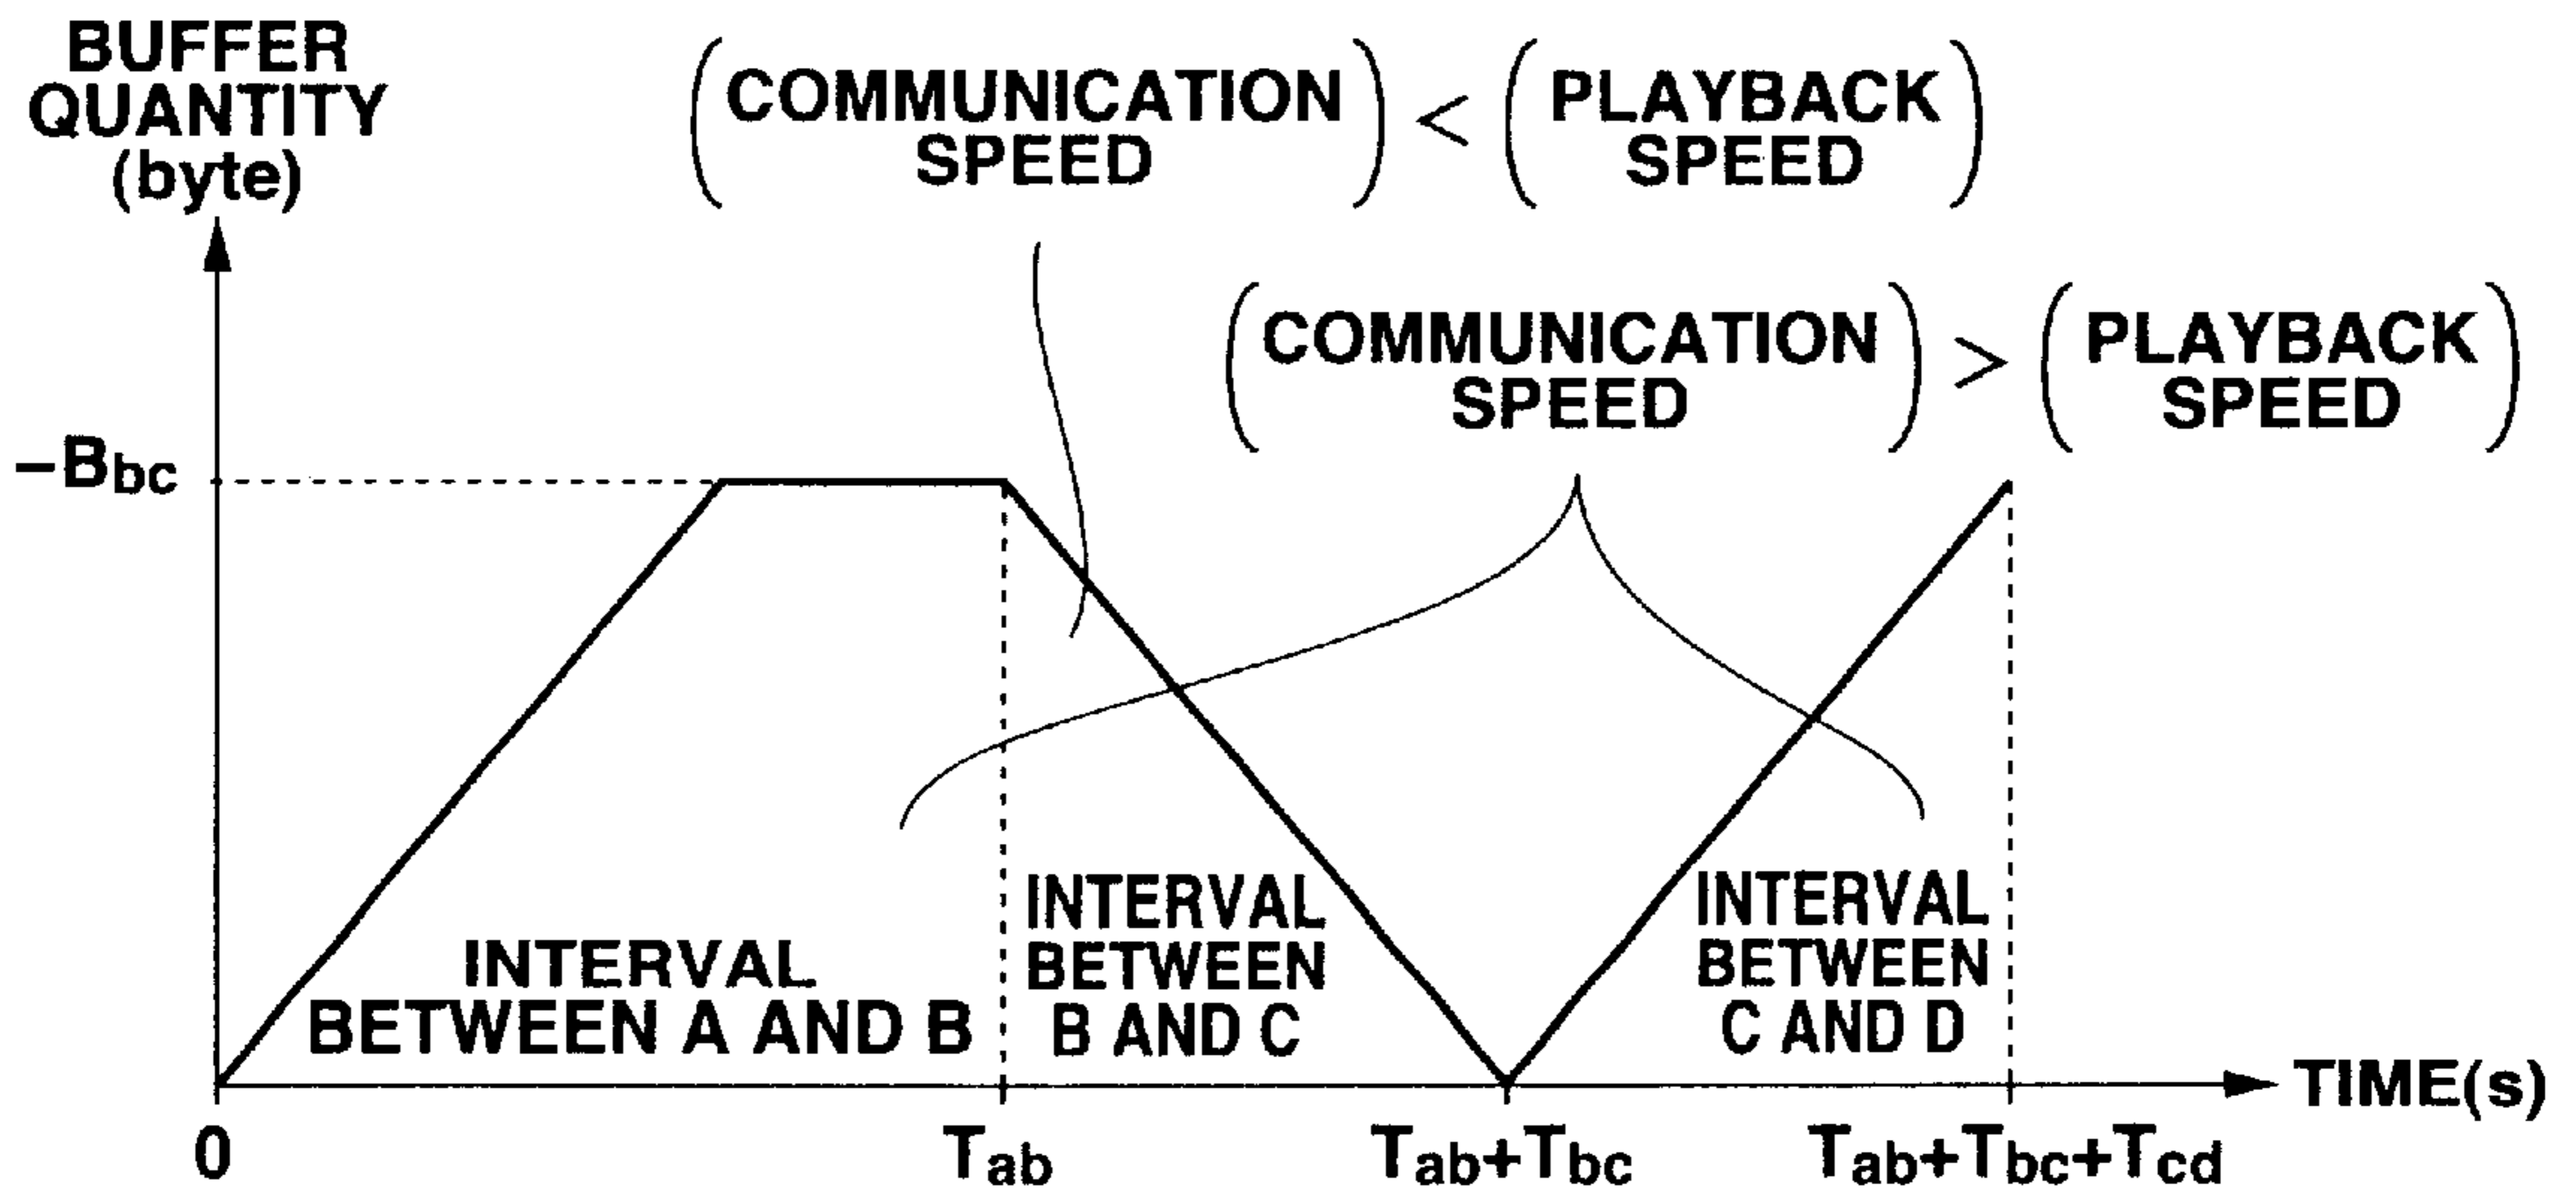 BUFFER
QUANTITY
(byte)
(COMMUNICATION
SPEED) < (PLAYBACK
SPEED)
(COMMUNICATION
SPEED) > (PLAYBACK
SPEED)
–Bbc
INTERVAL
BETWEEN A AND B
INTERVAL
BETWEEN
B AND C
INTERVAL
BETWEEN
C AND D
TIME(s)
0
Tab
Tab+Tbc
Tab+Tbc+Tcd